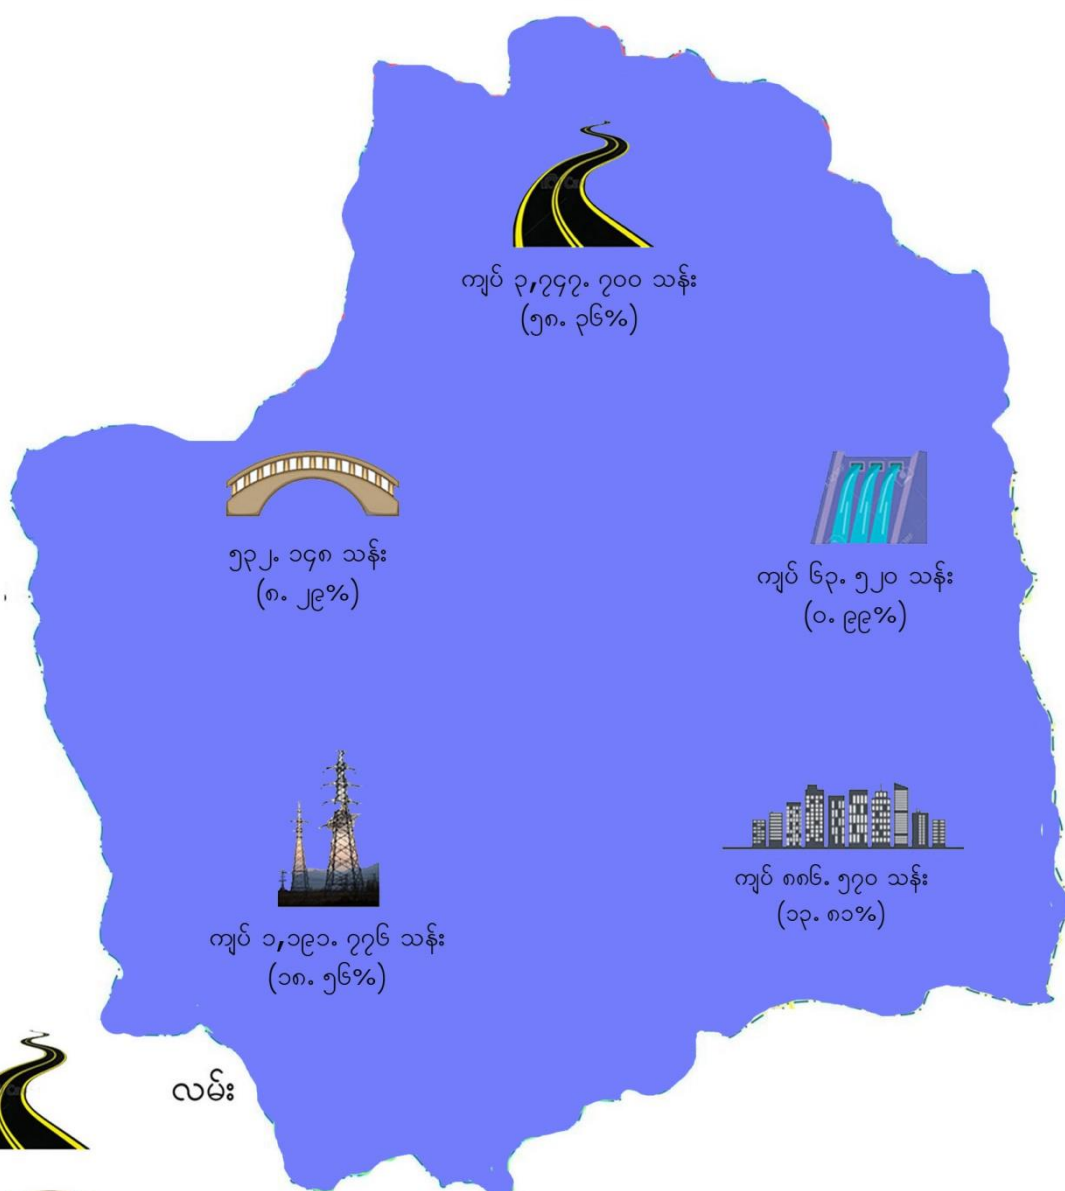 ကျပ် ၃,၇၄၇. ၇၀၀ သန်း
(၅၈. ၃၆%)
၅၃၂. ၁၄၈ သန်း
(၈. ၂၉%)
ကျပ် ၆၃. ၅၂၀ သန်း
(၀. ၉၉%)
ကျပ် ၁,၁၉၁. ၇၇၆ သန်း
(၁၈. ၅၆%)
ကျပ် ၈၈၆. ၅၇၀ သန်း
(၁၃. ၈၁%)
လမ်း